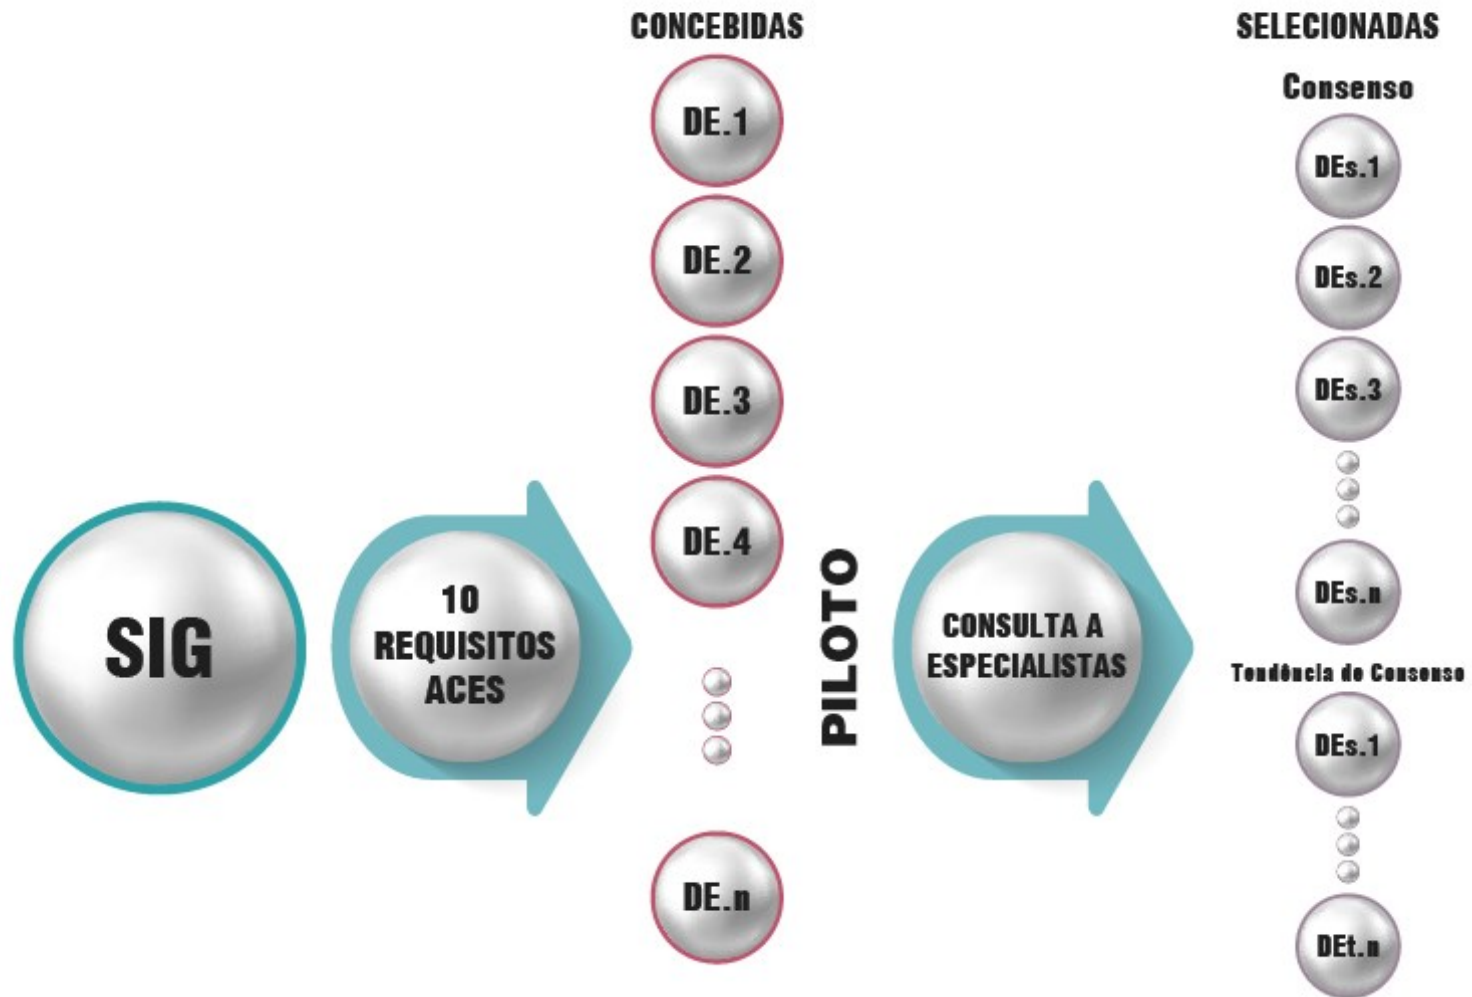 SIG
10
REQUISITOS
ACES
CONCEBIDAS
DE.1
DE.2
DE.3
DE.4
DE.n
PILOTO
CONSULTA A
ESPECIALISTAS
SELECIONADAS
Consenso
DEs.1
DEs.2
DEs.3
DEs.n
Tendência de Consenso
DEs.1
DEt.n